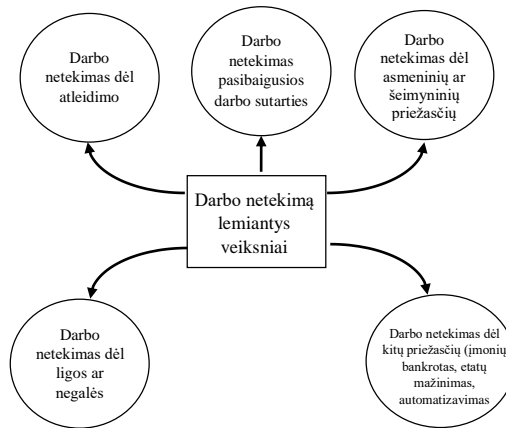 Darbo
netekimas dėl
atleidimo
Darbo
netekimas
pasibaigusios
darbo sutarties
Darbo
netekimas dėl
asmeninių ar
šeimyninių
priežasčių
Darbo netekimą
lemiantys
veiksniai
Darbo
netekimas dėl
ligos ar
negalės
Darbo netekimas dėl
kitų priežasčių (įmonių
bankrotas, etatų
mažinimas,
automatizavimas